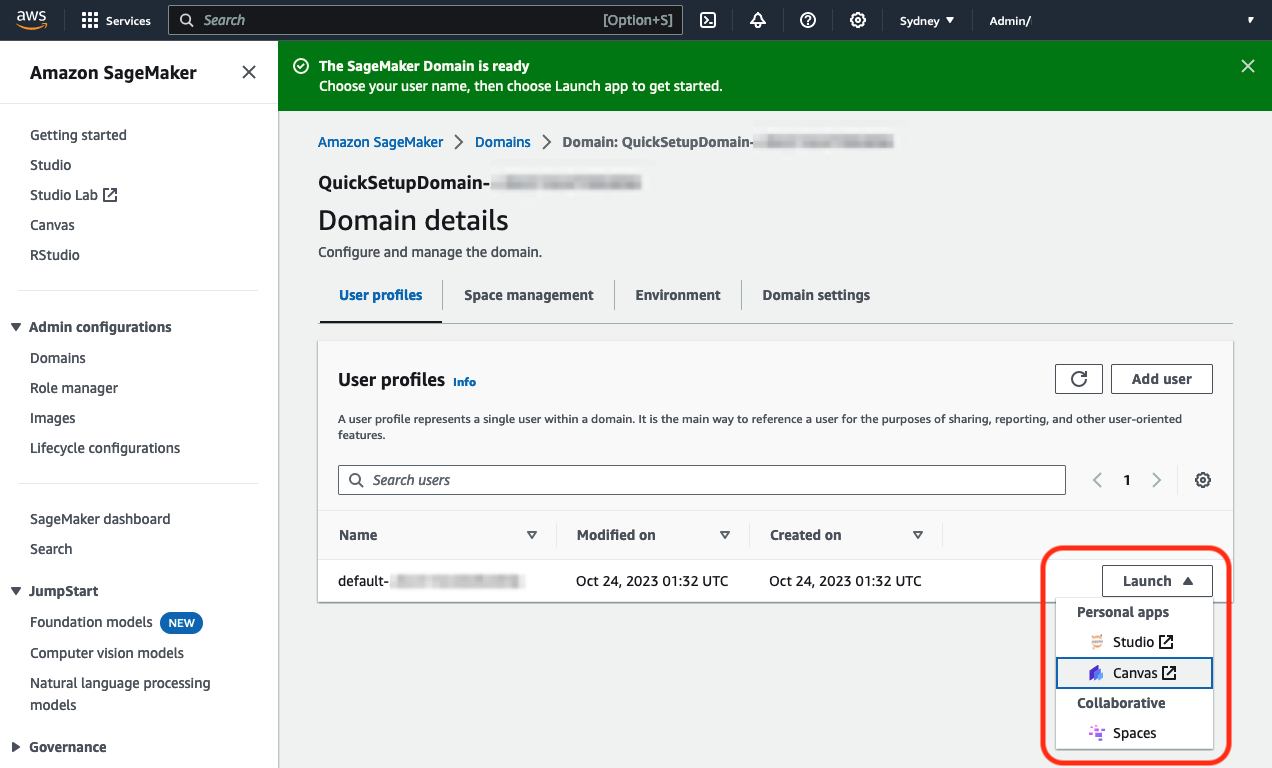 aws
Services
Search [Option+S]
Sydney
Admin/
Amazon SageMaker
Getting started
Studio
Studio Lab
Canvas
RStudio
Admin configurations
Domains
Role manager
Images
Lifecycle configurations
SageMaker dashboard
Search
JumpStart
Foundation models NEW
Computer vision models
Natural language processing
models
Governance
The SageMaker Domain is ready
Choose your user name, then choose Launch app to get started.
Amazon SageMaker > Domains > Domain: QuickSetupDomain-
QuickSetupDomain-
Domain details
Configure and manage the domain.
User profiles
Space management
Environment
Domain settings
User profiles Info
Add user
A user profile represents a single user within a domain. It is the main way to reference a user for the purposes of sharing, reporting, and other user-oriented
features.
Search users
1
Name Modified on Created on
default- Oct 24, 2023 01:32 UTC Oct 24, 2023 01:32 UTC
Launch
Personal apps
Studio
Canvas
Collaborative
Spaces